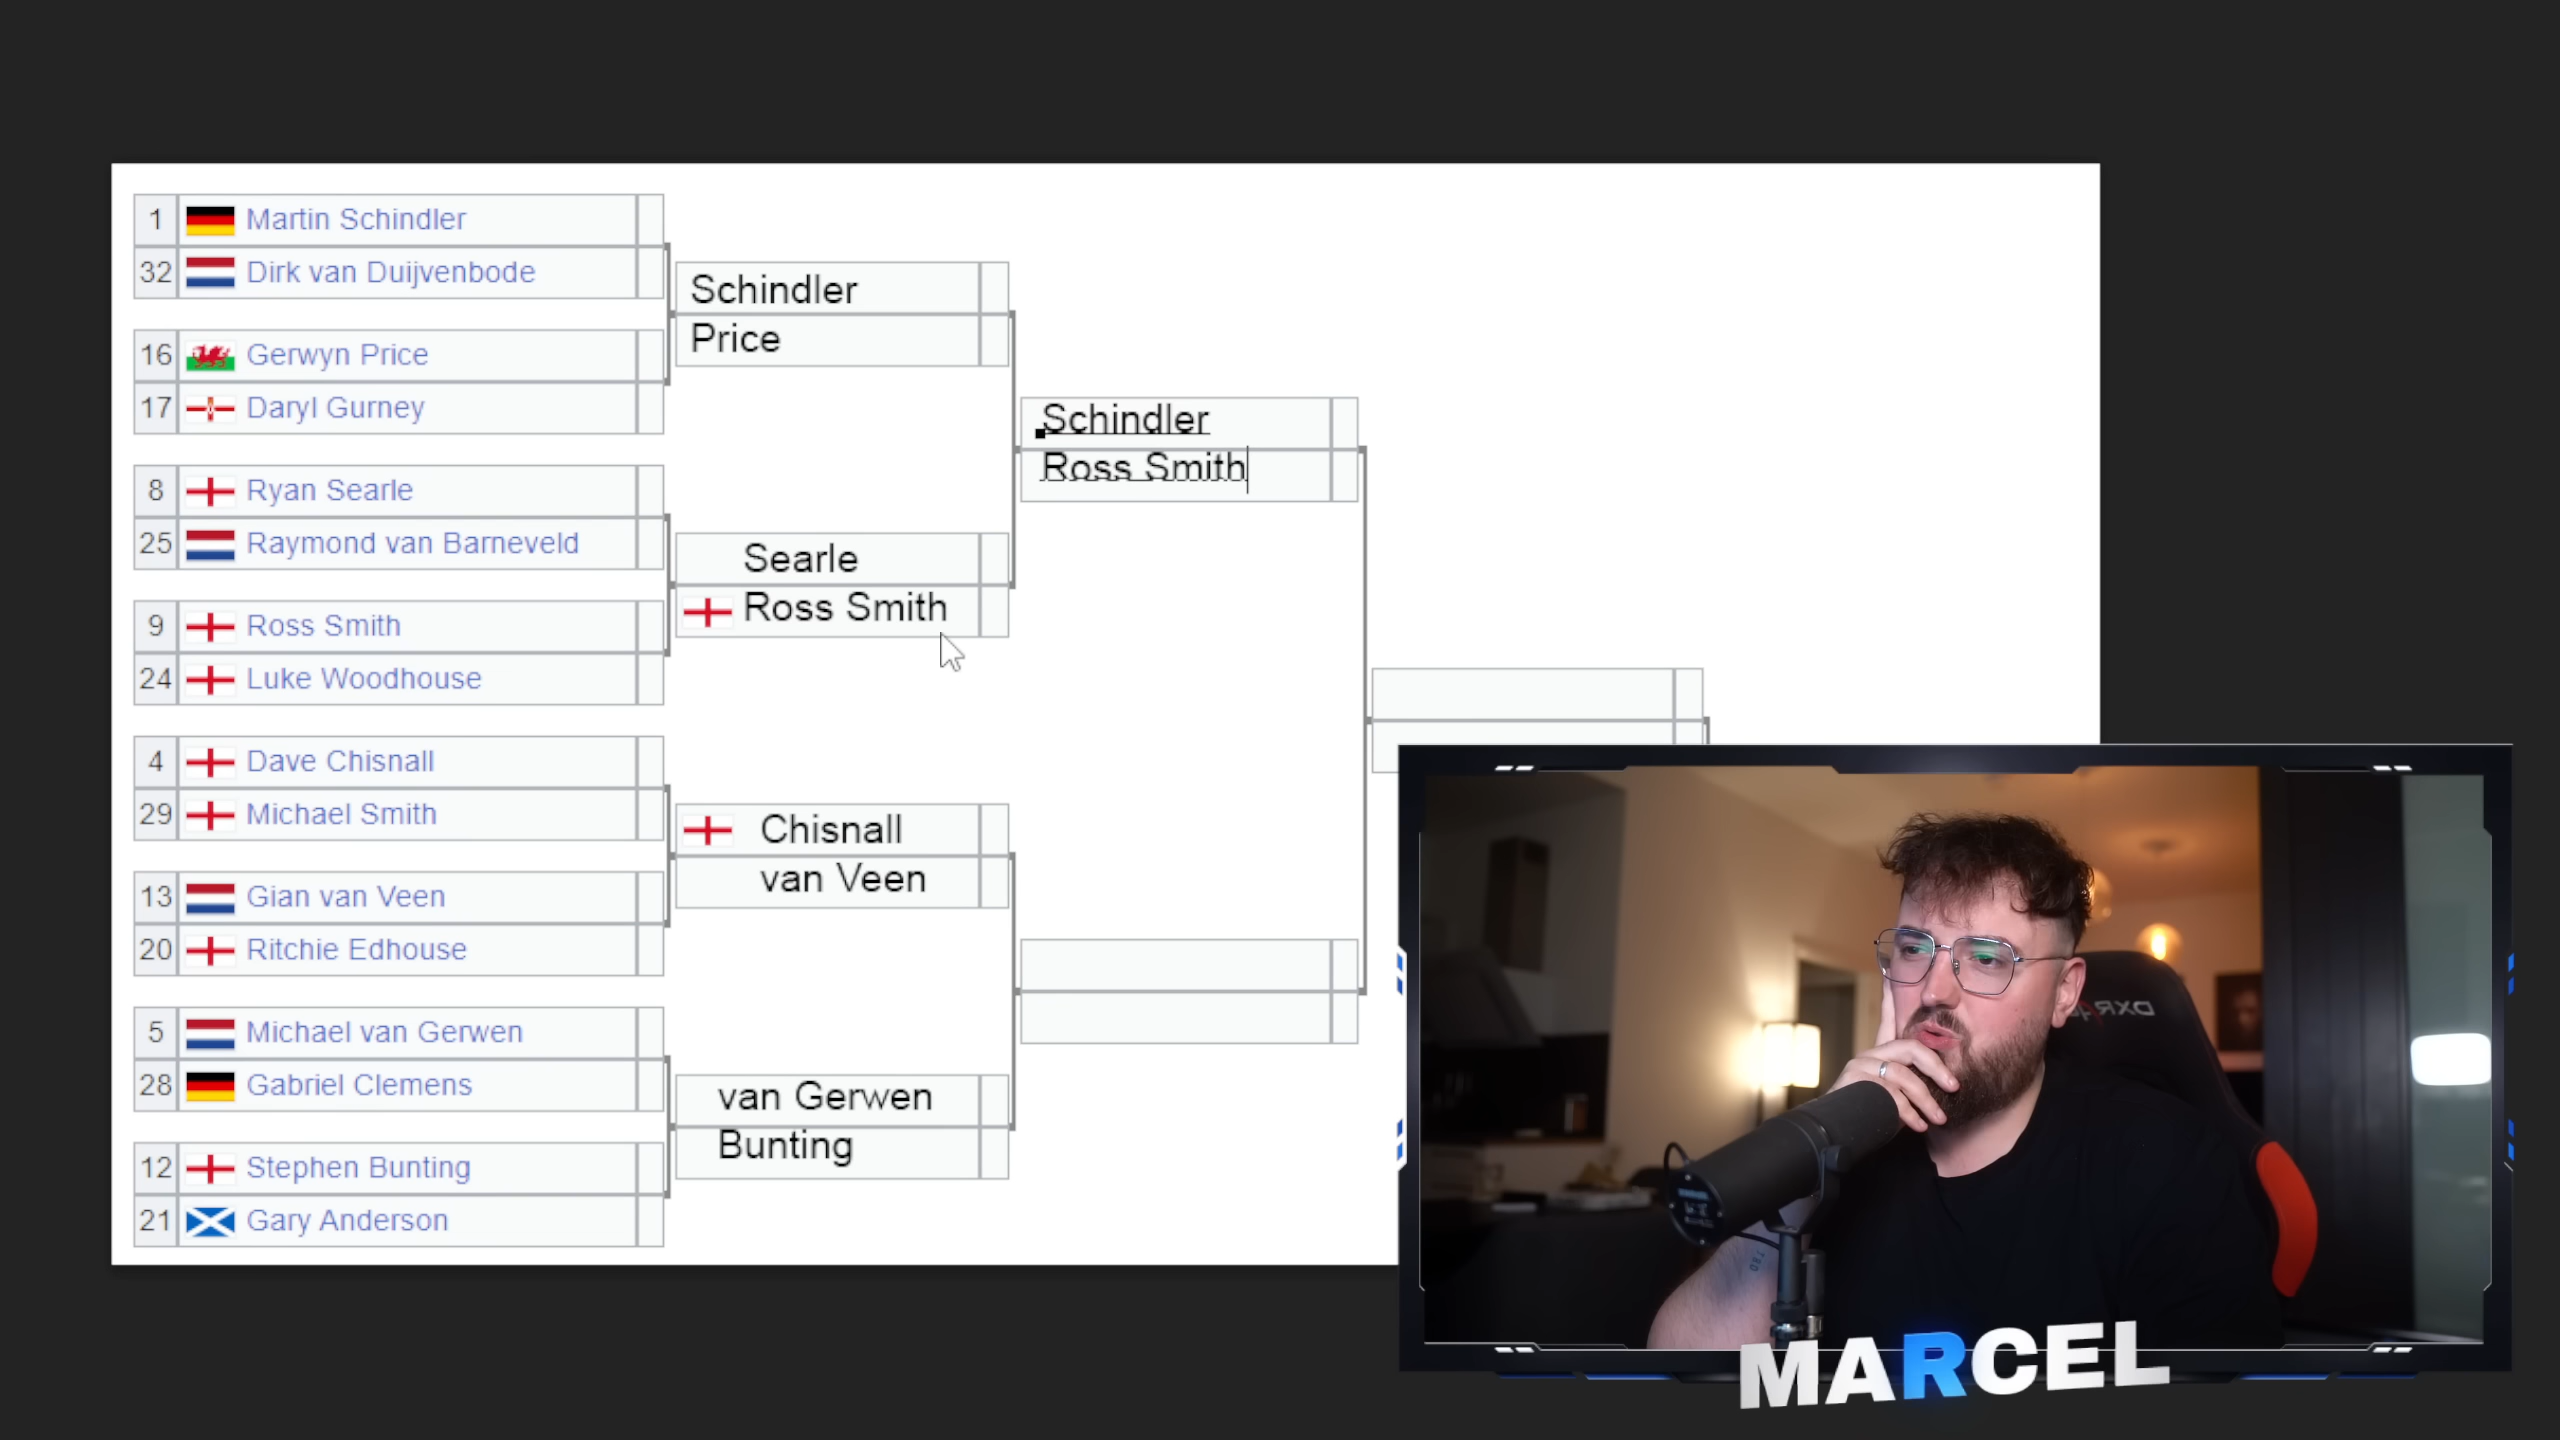 1 Martin Schindler
32 Dirk van Duijvenbode
16 Gerwyn Price
17 Daryl Gurney
8 Ryan Searle
25 Raymond van Barneveld
9 Ross Smith
24 Luke Woodhouse
4 Dave Chisnall
29 Michael Smith
13 Gian van Veen
20 Ritchie Edhouse
5 Michael van Gerwen
28 Gabriel Clemens
12 Stephen Bunting
21 Gary Anderson
Schindler
Price
Searle
Ross Smith
Chisnall
van Veen
van Gerwen
Bunting
Schindler
Ross Smith
MARCEL